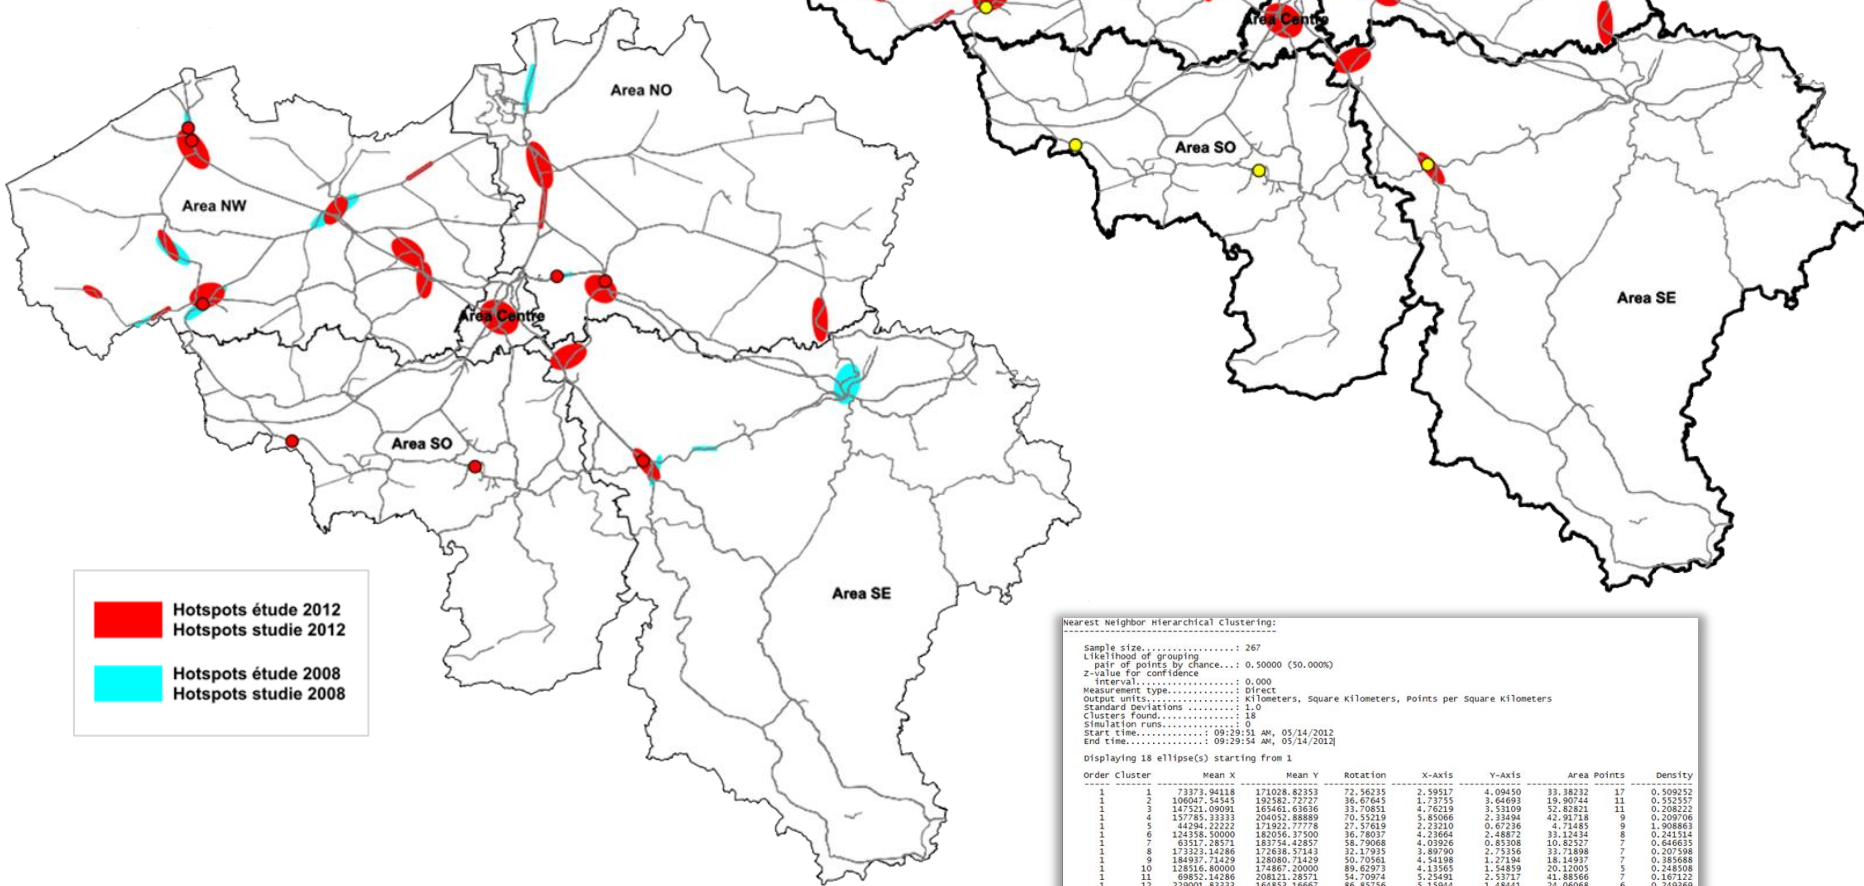 Area NO
Area NW
Area Centre
Area SO
Area SE
Hotspots étude 2012
Hotspots studie 2012
Hotspots étude 2008
Hotspots studie 2008
Area Centre
Area SO
Area SE
Nearest Neighbor Hierarchical Clustering:
-----------------------------------------
Sample size.................: 267
Likelihood of grouping
pair of points by chance...: 0.50000 (50.000%)
Z-value for confidence
interval...................: 0.000
Measurement type............: Direct
Output units................: Kilometers, Square Kilometers, Points per Square Kilometers
Standard Deviations .........: 1.0
Clusters found..............: 18
Simulation runs.............: 0
Start time............: 09:29:51 AM, 05/14/2012
End time..............: 09:29:54 AM, 05/14/2012
Displaying 18 ellipse(s) starting from 1
Order Cluster Mean X Mean Y Rotation X-Axis Y-Axis Area Points Density
1 1 73373.94118 171028.82353 72.56235 2.59517 4.09450 33.38232 17 0.509252
1 2 106047.54545 192582.72727 36.67645 1.73755 3.64693 19.90744 11 0.552557
1 3 147521.09091 165461.63636 33.70851 4.76219 3.53109 52.82821 11 0.208222
1 4 157785.33333 204052.88889 70.55219 5.85066 2.33494 42.91718 9 0.209706
1 5 44294.22222 171922.77778 27.57619 2.23210 0.67236 4.71485 9 1.908863
1 6 124358.50000 182056.37500 36.78037 4.23664 2.48872 33.12434 8 0.241514
1 7 63517.28571 183754.42857 58.79068 4.03926 0.85308 10.82527 7 0.646635
1 8 173323.14286 172638.57143 32.17935 3.89790 2.75356 33.71898 7 0.207598
1 9 184937.71429 128080.71429 50.70561 4.54198 1.27194 18.14937 7 0.385688
1 10 128516.80000 174867.20000 89.62973 4.13565 1.54859 20.12005 5 0.248508
1 11 69852.14286 208121.28571 54.70974 5.25491 2.53717 41.88566 7 0.167122